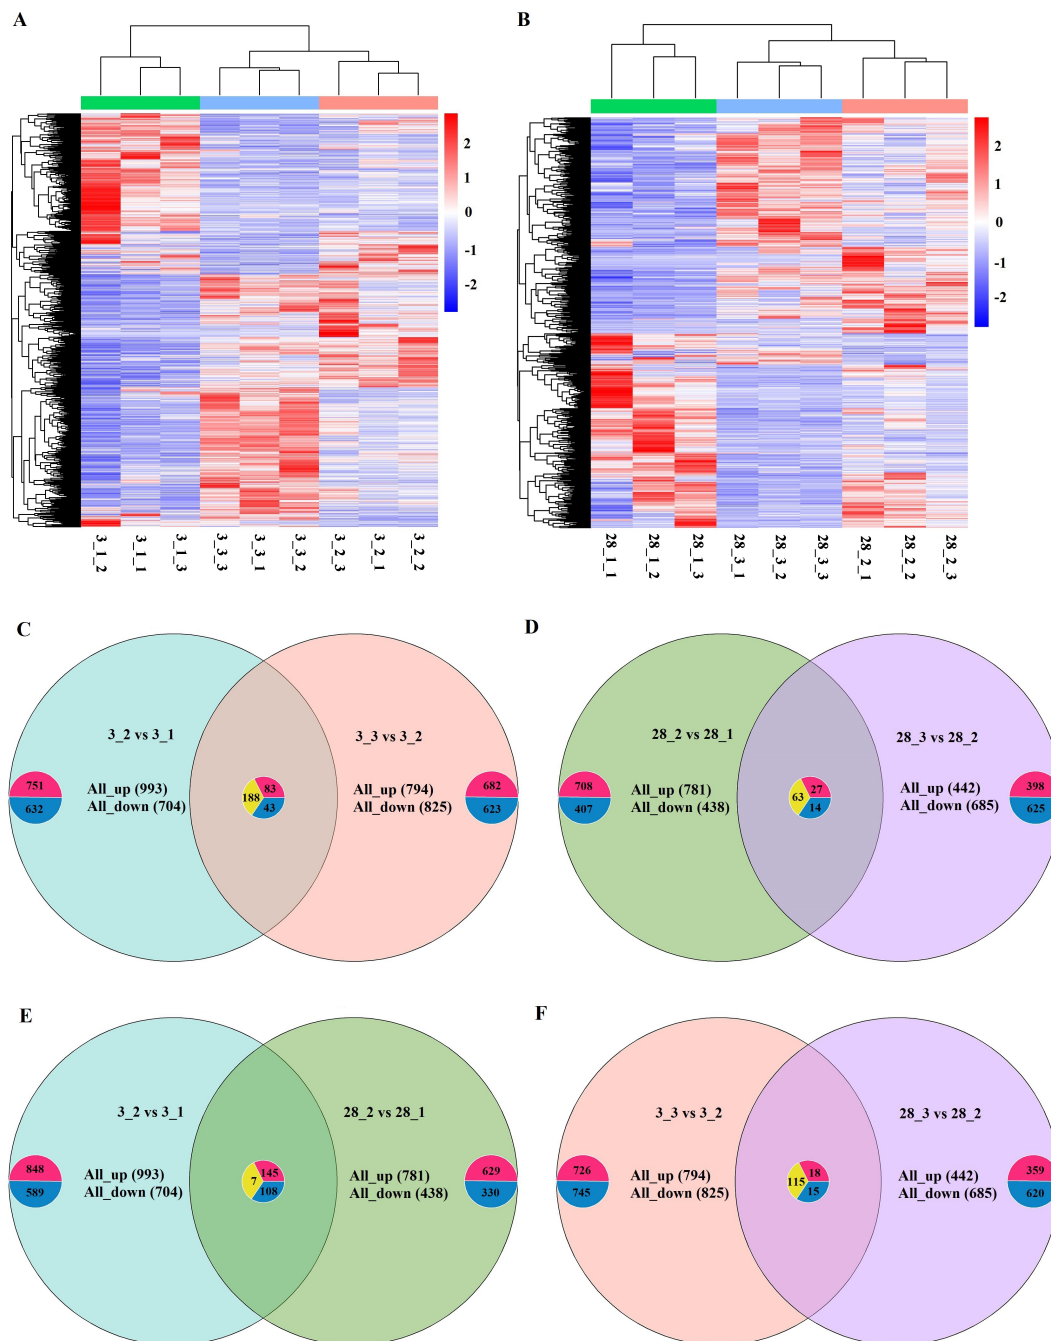 A
B
2
1
0
-1
-2
2
1
0
-1
-2
3_1_2
3_1_1
3_1_3
3_3_3
3_3_1
3_3_2
3_2_3
3_2_1
3_2_2
28_1_1
28_1_2
28_1_3
28_3_1
28_3_2
28_3_3
28_2_1
28_2_2
28_2_3
C
3_2 vs 3_1
3_3 vs 3_2
751
632
All_up (993)
All_down (704)
188
83
43
All_up (794)
All_down (825)
682
623
D
28_2 vs 28_1
28_3 vs 28_2
708
407
All_up (781)
All_down (438)
63
27
14
All_up (442)
All_down (685)
398
625
E
3_2 vs 3_1
28_2 vs 28_1
848
589
All_up (993)
All_down (704)
7
145
108
All_up (781)
All_down (438)
629
330
F
3_3 vs 3_2
28_3 vs 28_2
726
745
All_up (794)
All_down (825)
115
18
15
All_up (442)
All_down (685)
359
620